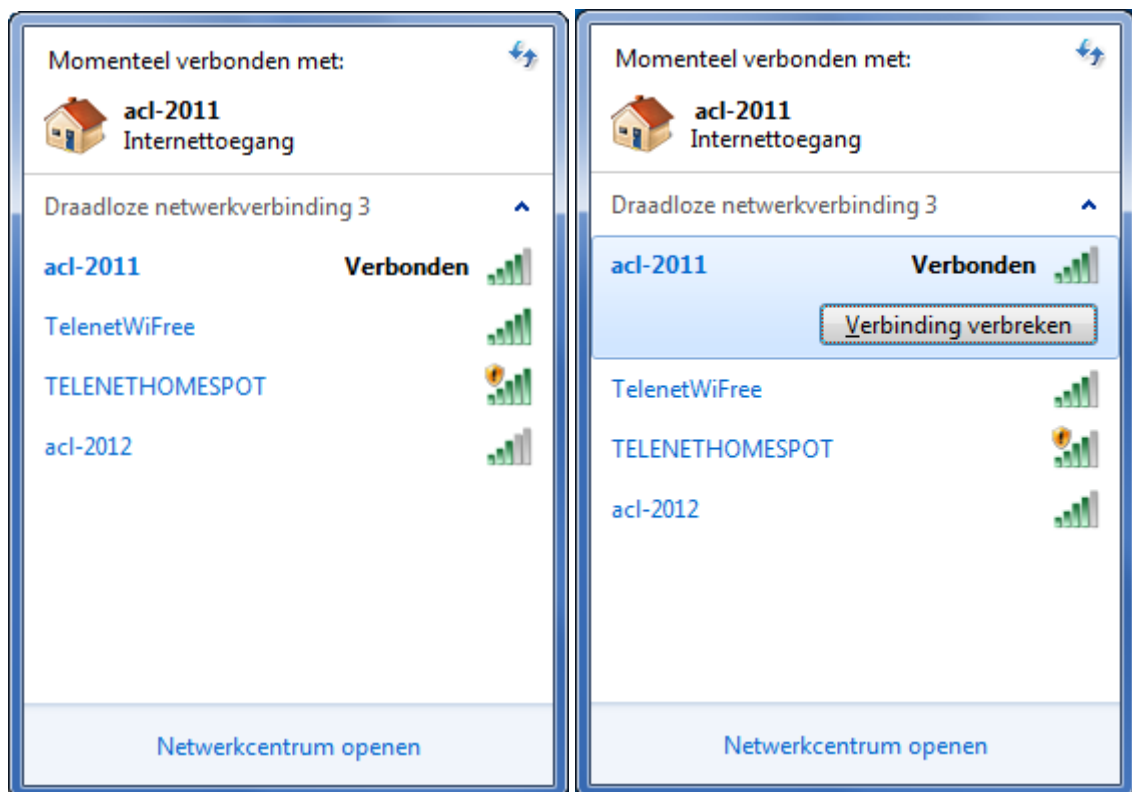 Momenteel verbonden met:
acl-2011
Internettoegang
Draadloze netwerkverbinding 3
acl-2011 Verbonden
TelenetWiFree
TELENETHOMESPOT
acl-2012
Netwerkcentrum openen
Momenteel verbonden met:
acl-2011
Internettoegang
Draadloze netwerkverbinding 3
acl-2011 Verbonden
Verbinding verbreken
TelenetWiFree
TELENETHOMESPOT
acl-2012
Netwerkcentrum openen